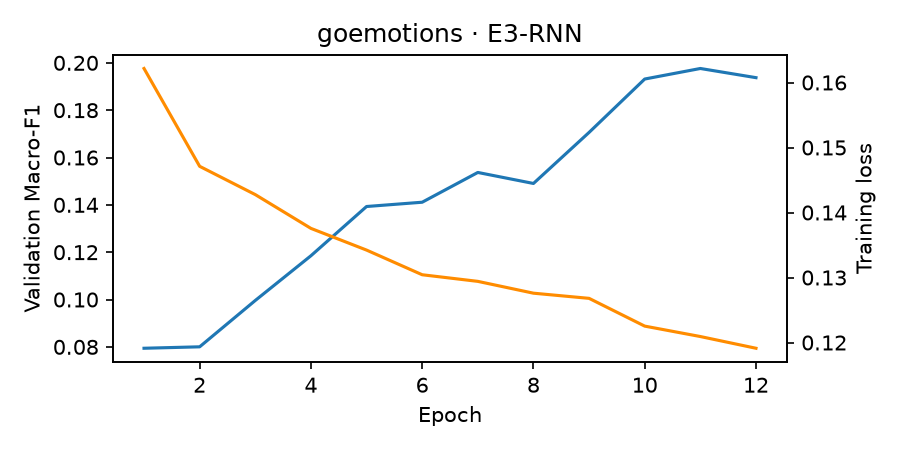 goemotions · E3-RNN
Validation Macro-F1
0.20
0.18
0.16
0.14
0.12
0.10
0.08
0.16
0.15
0.14
0.13
0.12
Training loss
2 4 6 8 10 12
Epoch